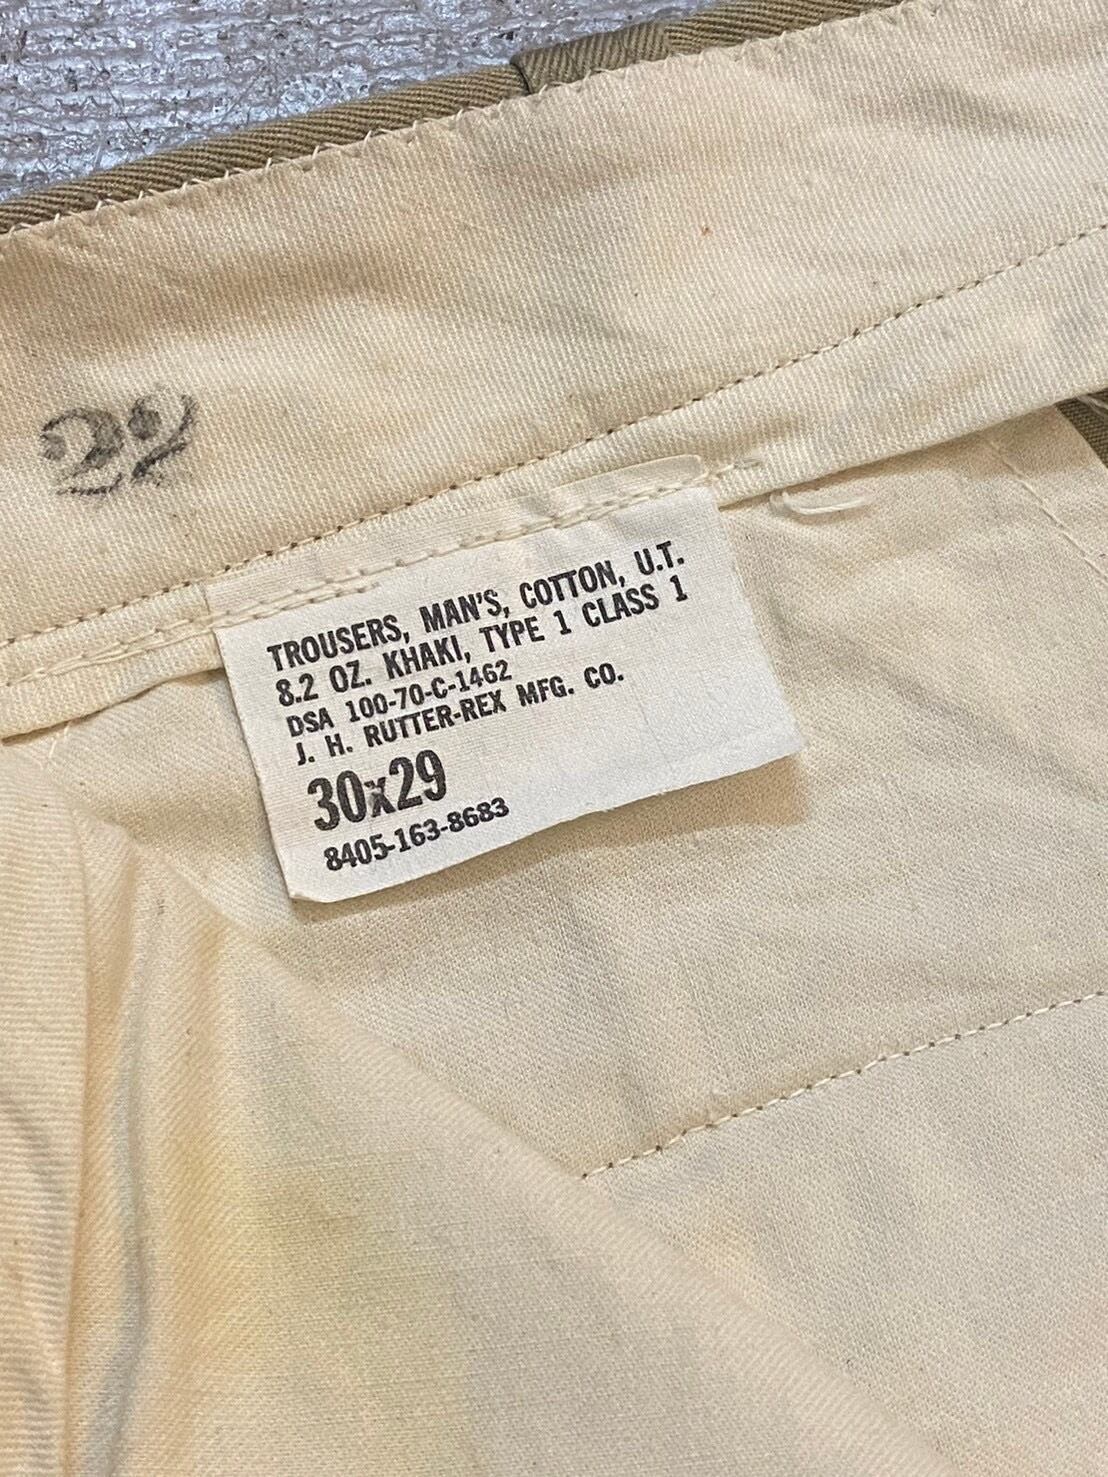 22
TROUSERS, MAN'S, COTTON, U.T.
8.2 OZ. KHAKI, TYPE 1 CLASS 1
DSA 100-70-C-1462
J. H. RUTTER-REX MFG. CO.
30x29
8405-163-8683